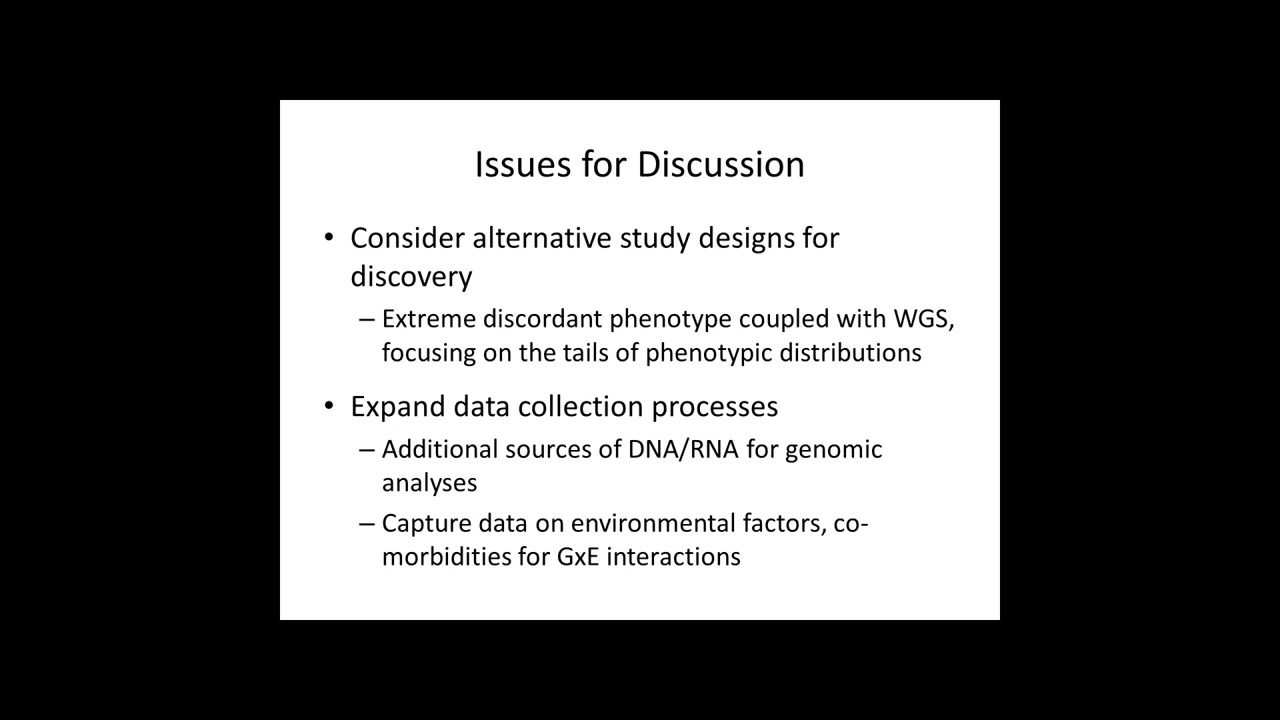 Issues for Discussion
• Consider alternative study designs for
discovery
– Extreme discordant phenotype coupled with WGS,
focusing on the tails of phenotypic distributions
• Expand data collection processes
– Additional sources of DNA/RNA for genomic
analyses
– Capture data on environmental factors, co-
morbidities for GxE interactions